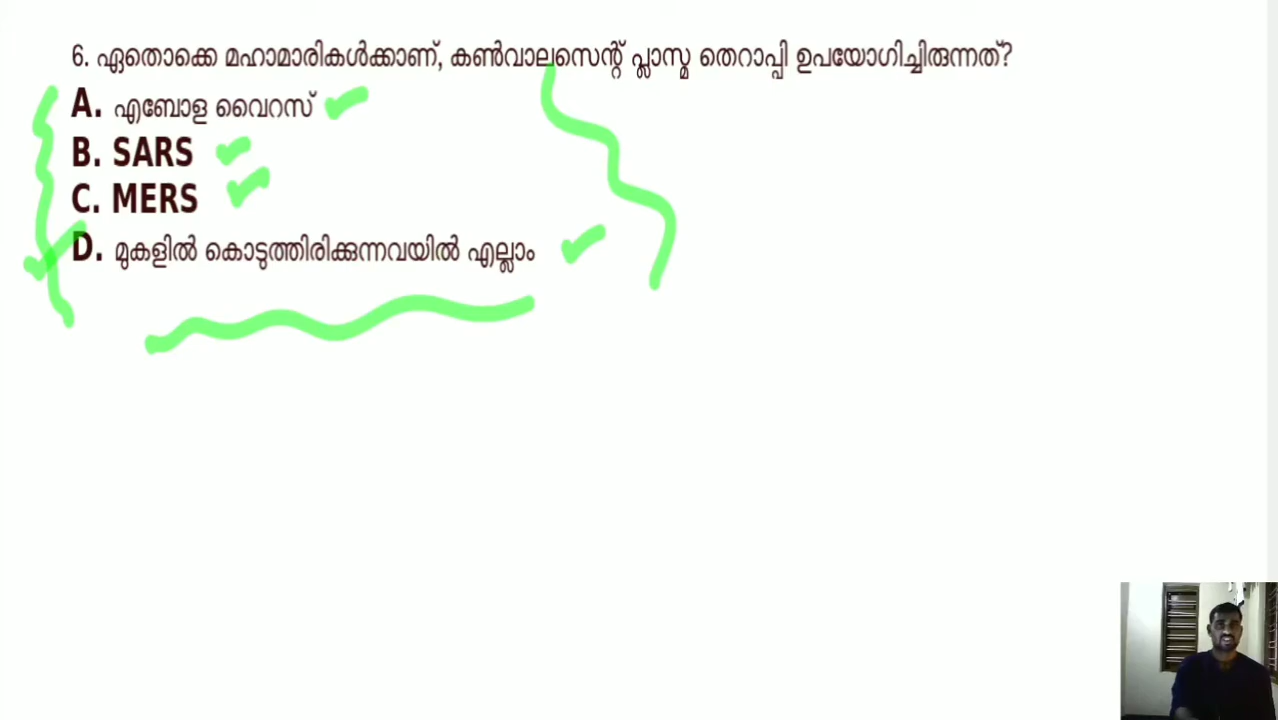 6. ഏതൊക്കെ മഹാമാരികൾക്കാണ്, കൺവാലസെന്റ് പ്ലാസ്മ തെറാപ്പി ഉപയോഗിച്ചിരുന്നത്?
A. എബോള വൈറസ്
B. SARS
C. MERS
D. മുകളിൽ കൊടുത്തിരിക്കുന്നവയിൽ എല്ലാം